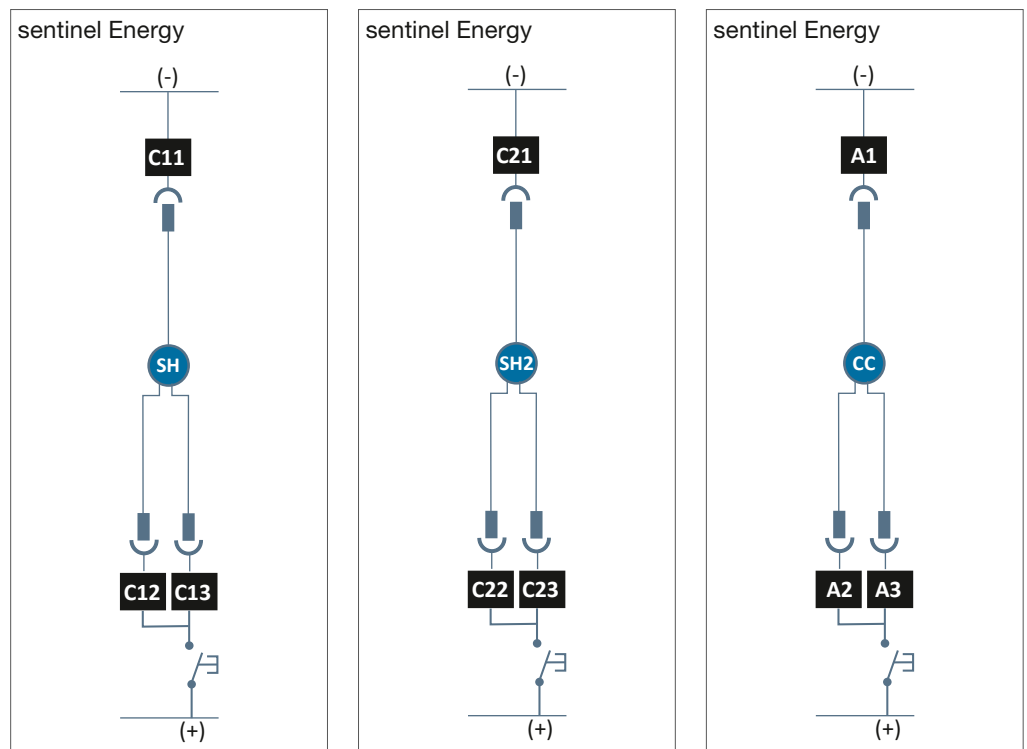 sentinel Energy
(-)
C11
SH
C12 C13
(+)
sentinel Energy
(-)
C21
SH2
C22 C23
(+)
sentinel Energy
(-)
A1
CC
A2 A3
(+)